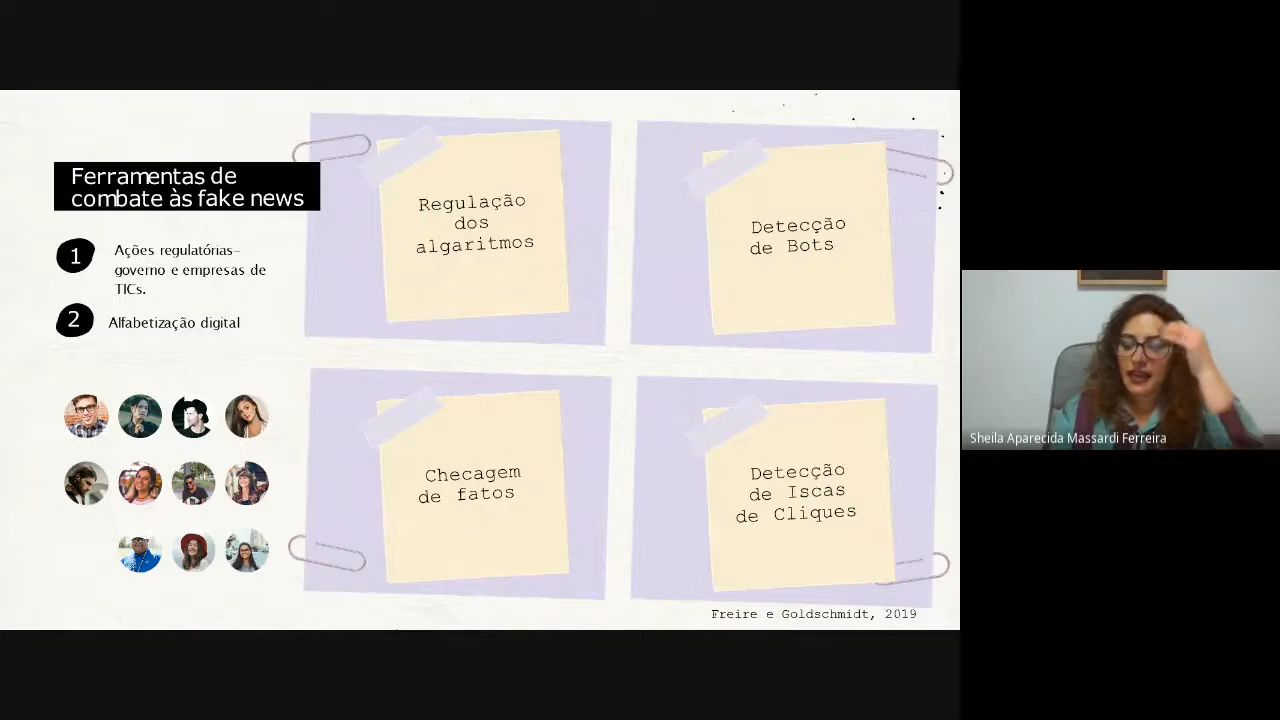 Ferramentas de
combate às fake news
1
Ações regulatórias-
governo e empresas de
TICs.
2
Alfabetização digital
Regulação
dos
algaritmos
Detecção
de Bots
Checagem
de fatos
Detecção
de Iscas
de Cliques
Freire e Goldschmidt, 2019
Sheila Aparecida Massardi Ferreira